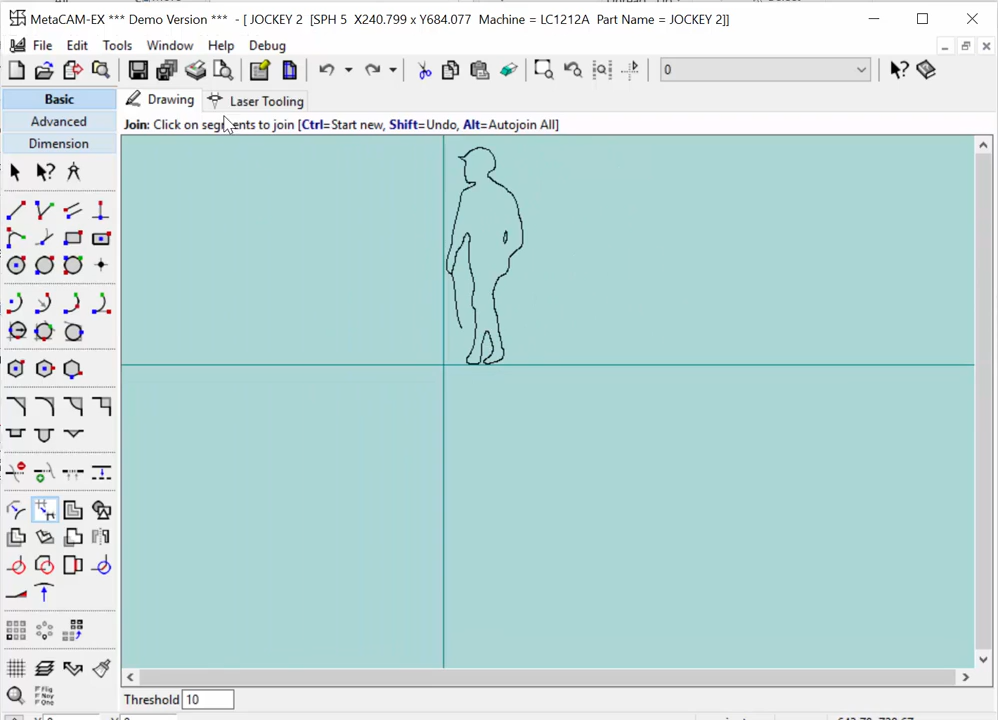 MetaCAM-EX *** Demo Version *** - [ JOCKEY 2 [SPH 5 X240.799 x Y684.077 Machine = LC1212A Part Name = JOCKEY 2]]
File Edit Tools Window Help Debug
0
Basic
Drawing Laser Tooling
Advanced
Join: Click on segments to join [Ctrl=Start new, Shift=Undo, Alt=Autojoin All]
Dimension
Threshold 10